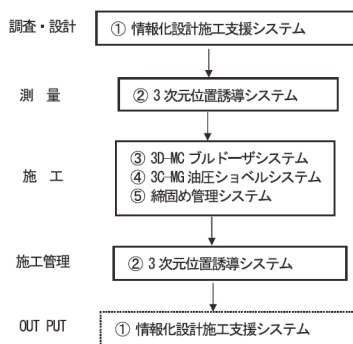 調査・設計
① 情報化設計施工支援システム
測 量
② 3 次元位置誘導システム
施 工
③ 3D-MC ブルドーザシステム
④ 3C-MG 油圧ショベルシステム
⑤ 締固め管理システム
施工管理
② 3 次元位置誘導システム
OUT PUT
① 情報化設計施工支援システム